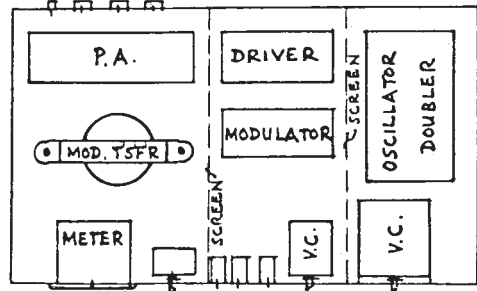 P.A.
DRIVER
SCREEN
OSCILLATOR
DOUBLER
MODULATOR
MOD. TSFR
SCREEN
METER
V.C.
V.C.